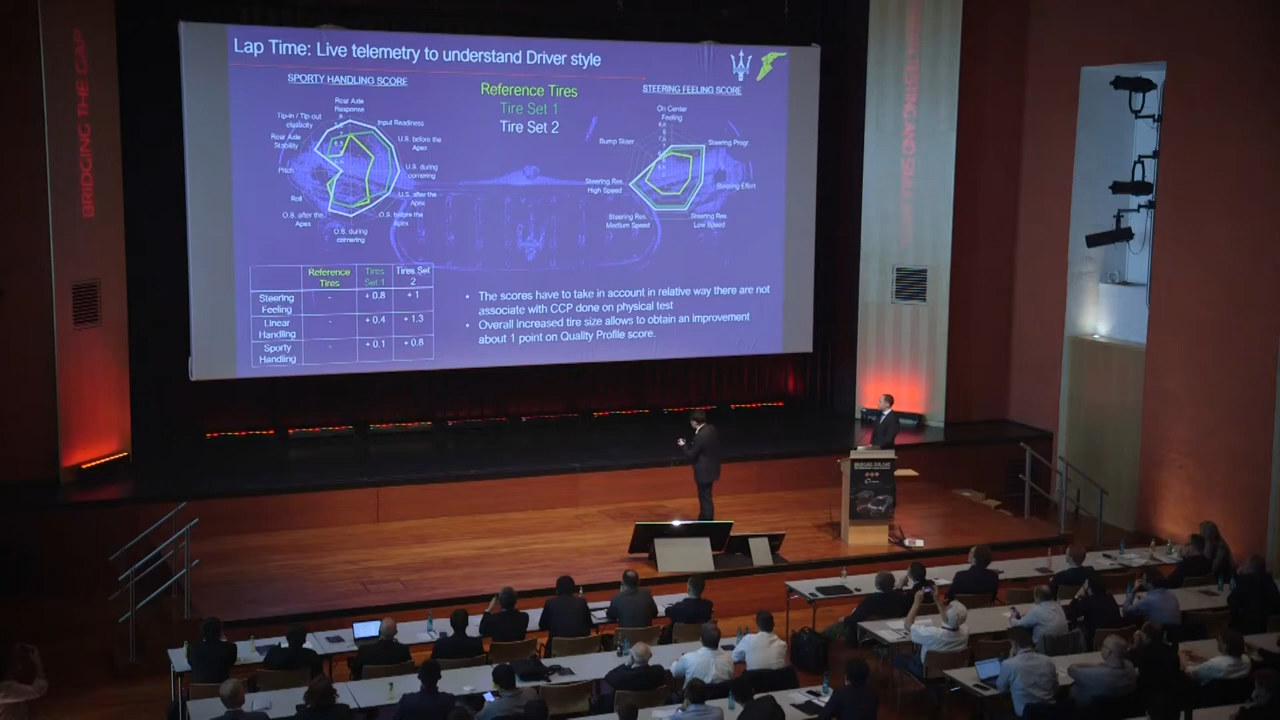 BRIDGING THE GAP
Lap Time: Live telemetry to understand Driver style
SPORTY HANDLING SCORE
Rear Axle
Response
Input Readiness
U.S. before the
Apex
U.S. during
cornering
U.S. after the
Apex
O.S. before the
Apex
O.S. during
cornering
O.S. after the
Apex
Roll
Pitch
Rear Axle
Stability
Tip-in / Tip-out
elasticity
Reference Tires
Tire Set 1
Tire Set 2
STEERING FEELING SCORE
On Center
Feeling
Steering Progr.
Steering Effort
Steering Res.
Low Speed
Steering Res.
Medium Speed
Steering Res.
High Speed
Bump Steer
Reference
Tires
Tires
Set 1
Tires Set
2
Steering
Feeling
-
+ 0.8
+ 1
Linear
Handling
-
+ 0.4
+ 1.3
Sporty
Handling
-
+ 0.1
+ 0.8
• The scores have to take in account in relative way there are not
associate with CCP done on physical test
• Overall increased tire size allows to obtain an improvement
about 1 point on Quality Profile score.
BRIDGING THE GAP